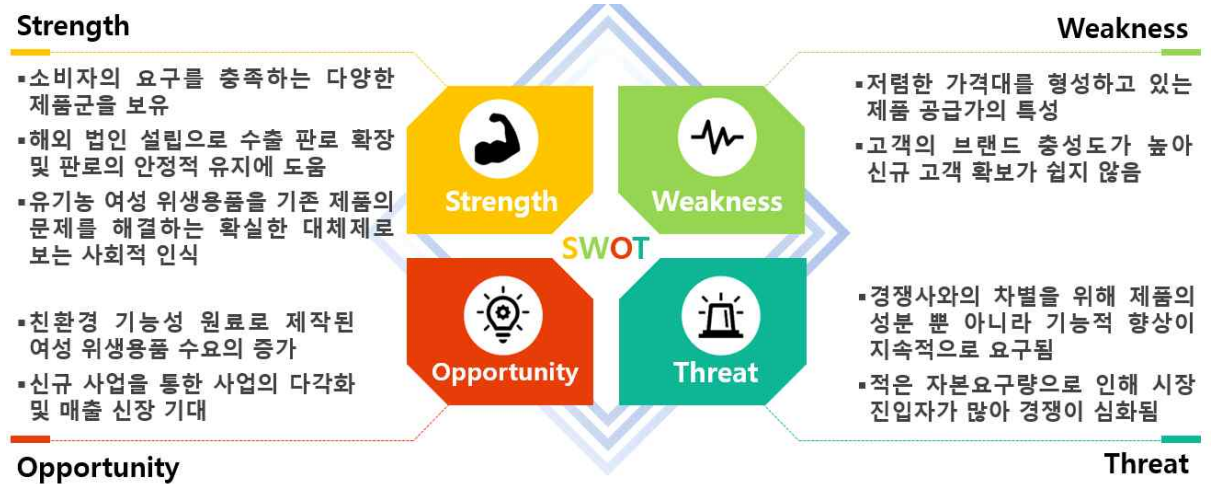 Strength
▪소비자의 요구를 충족하는 다양한
제품군을 보유
▪해외 법인 설립으로 수출 판로 확장
및 판로의 안정적 유지에 도움
▪유기농 여성 위생용품을 기존 제품의
문제를 해결하는 확실한 대체제로
보는 사회적 인식
Weakness
▪저렴한 가격대를 형성하고 있는
제품 공급가의 특성
▪고객의 브랜드 충성도가 높아
신규 고객 확보가 쉽지 않음
Strength
Weakness
SWOT
Opportunity
Threat
▪친환경 기능성 원료로 제작된
여성 위생용품 수요의 증가
▪신규 사업을 통한 사업의 다각화
및 매출 신장 기대
Opportunity
▪경쟁사와의 차별을 위해 제품의
성분 뿐 아니라 기능적 향상이
지속적으로 요구됨
▪적은 자본요구량으로 인해 시장
진입자가 많아 경쟁이 심화됨
Threat